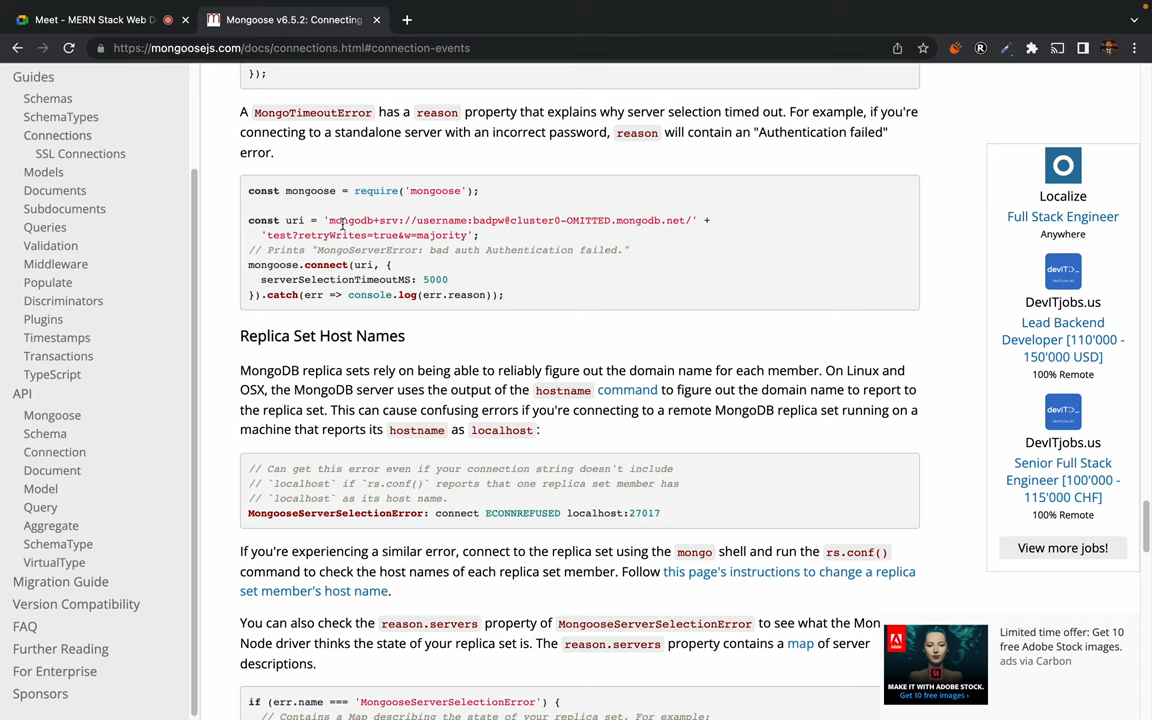 Meet - MERN Stack Web D
Mongoose v6.5.2: Connecting
https://mongoosejs.com/docs/connections.html#connection-events
Guides
Schemas
SchemaTypes
Connections
SSL Connections
Models
Documents
Subdocuments
Queries
Validation
Middleware
Populate
Discriminators
Plugins
Timestamps
Transactions
TypeScript
API
Mongoose
Schema
Connection
Document
Model
Query
Aggregate
SchemaType
VirtualType
Migration Guide
Version Compatibility
FAQ
Further Reading
For Enterprise
Sponsors
});
A MongoTimeoutError has a reason property that explains why server selection timed out. For example, if you're
connecting to a standalone server with an incorrect password, reason will contain an "Authentication failed"
error.
const mongoose = require('mongoose');
const uri = 'mongodb+srv://username:badpw@cluster0-OMITTED.mongodb.net/' +
'test?retryWrites=true&w=majority';
// Prints "MongoServerError: bad auth Authentication failed."
mongoose.connect(uri, {
serverSelectionTimeoutMS: 5000
}).catch(err => console.log(err.reason));
Replica Set Host Names
MongoDB replica sets rely on being able to reliably figure out the domain name for each member. On Linux and
OSX, the MongoDB server uses the output of the hostname command to figure out the domain name to report to
the replica set. This can cause confusing errors if you're connecting to a remote MongoDB replica set running on a
machine that reports its hostname as localhost:
// Can get this error even if your connection string doesn't include
// `localhost` if `rs.conf()` reports that one replica set member has
// `localhost` as its host name.
MongooseServerSelectionError: connect ECONNREFUSED localhost:27017
If you're experiencing a similar error, connect to the replica set using the mongo shell and run the rs.conf()
command to check the host names of each replica set member. Follow this page's instructions to change a replica
set member's host name.
You can also check the reason.servers property of MongooseServerSelectionError to see what the Mon
Node driver thinks the state of your replica set is. The reason.servers property contains a map of server
descriptions.
if (err.name === 'MongooseServerSelectionError') {
// Contains a Map describing the state of your replica set. For example:
Localize
Full Stack Engineer
Anywhere
devIT>_
DevITjobs.us
Lead Backend
Developer [110'000 -
150'000 USD]
100% Remote
devIT>_
DevITjobs.us
Senior Full Stack
Engineer [100'000 -
115'000 CHF]
100% Remote
View more jobs!
St
MAKE IT WITH ADOBE STOCK.
Get 10 free images ›
Limited time offer: Get 10
free Adobe Stock images.
ads via Carbon